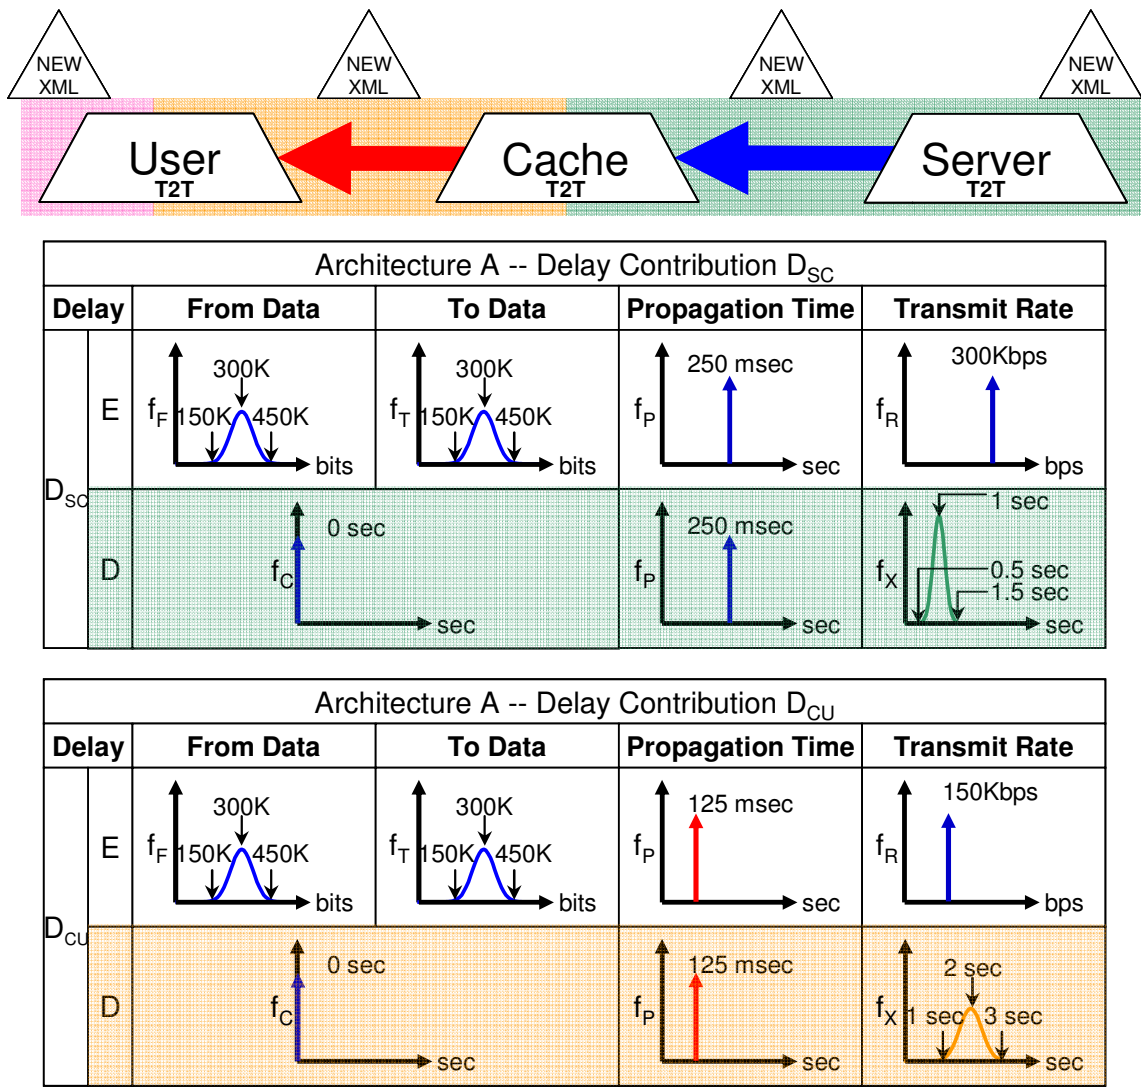 NEW XML
NEW XML
NEW XML
NEW XML
User
T2T
Cache
T2T
Server
T2T
Architecture A -- Delay Contribution DSC
Delay From Data To Data Propagation Time Transmit Rate
DSC
E
fF 150K 300K 450K bits
fT 150K 300K 450K bits
fP 250 msec sec
fR 300Kbps bps
D
fC 0 sec sec
fP 250 msec sec
fX 1 sec 0.5 sec 1.5 sec sec
Architecture A -- Delay Contribution DCU
Delay From Data To Data Propagation Time Transmit Rate
DCU
E
fF 150K 300K 450K bits
fT 150K 300K 450K bits
fP 125 msec sec
fR 150Kbps bps
D
fC 0 sec sec
fP 125 msec sec
fX 1 sec 2 sec 3 sec sec